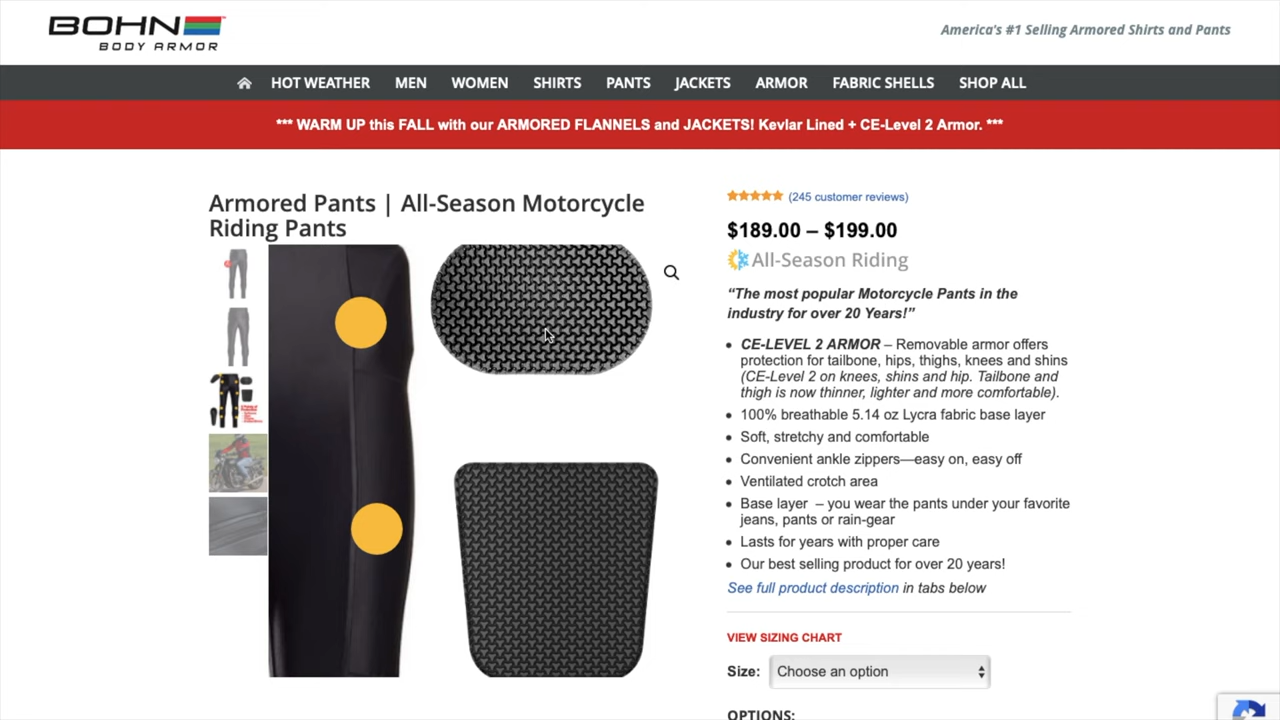 BOHN
BODY ARMOR
America's #1 Selling Armored Shirts and Pants
HOT WEATHER MEN WOMEN SHIRTS PANTS JACKETS ARMOR FABRIC SHELLS SHOP ALL
*** WARM UP this FALL with our ARMORED FLANNELS and JACKETS! Kevlar Lined + CE-Level 2 Armor. ***
Armored Pants | All-Season Motorcycle
Riding Pants
(245 customer reviews)
$189.00 – $199.00
All-Season Riding
“The most popular Motorcycle Pants in the
industry for over 20 Years!”
• CE-LEVEL 2 ARMOR – Removable armor offers
protection for tailbone, hips, thighs, knees and shins
(CE-Level 2 on knees, shins and hip. Tailbone and
thigh is now thinner, lighter and more comfortable).
• 100% breathable 5.14 oz Lycra fabric base layer
• Soft, stretchy and comfortable
• Convenient ankle zippers—easy on, easy off
• Ventilated crotch area
• Base layer – you wear the pants under your favorite
jeans, pants or rain-gear
• Lasts for years with proper care
• Our best selling product for over 20 years!
See full product description in tabs below
VIEW SIZING CHART
Size: Choose an option
OPTIONS: